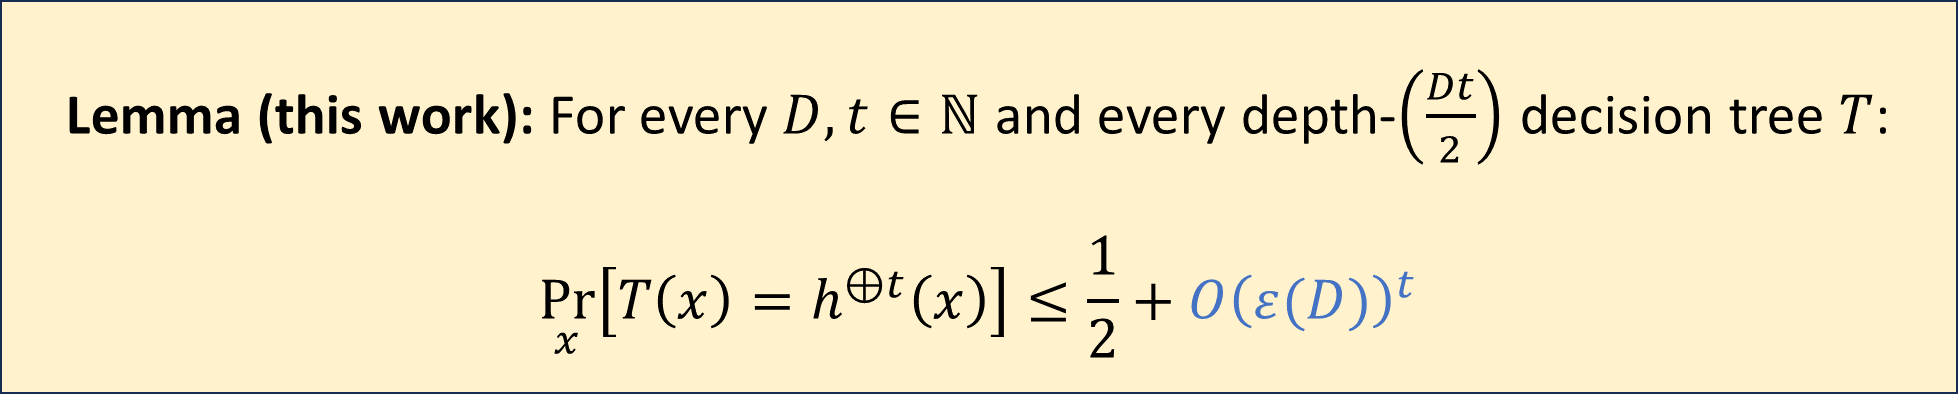 Lemma (this work): For every D, t ∈ ℕ and every depth-(Dt/2) decision tree T:
Pr_x[T(x) = h^{⊕t}(x)] ≤ 1/2 + O(ε(D))^t